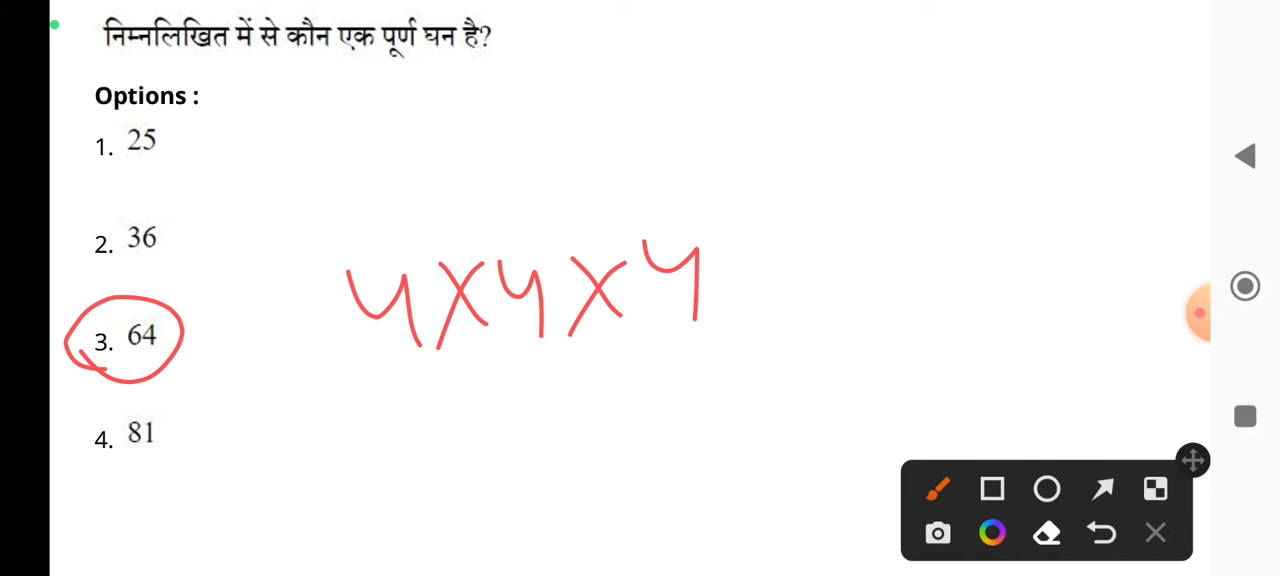 निम्नलिखित में से कौन एक पूर्ण घन है?
Options :
1. 25
2. 36
3. 64
4. 81
4x4x4